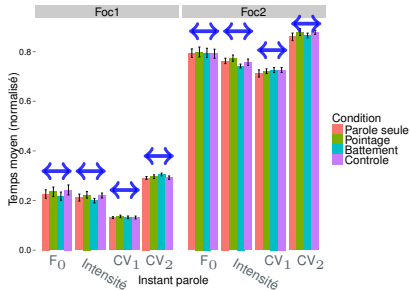 Foc1
Foc2
Temps moyen (normalisé)
0.8
0.6
0.4
0.2
0.0
F0 Intensité CV1 CV2
F0 Intensité CV1 CV2
Instant parole
Condition
Parole seule
Pointage
Battement
Controle